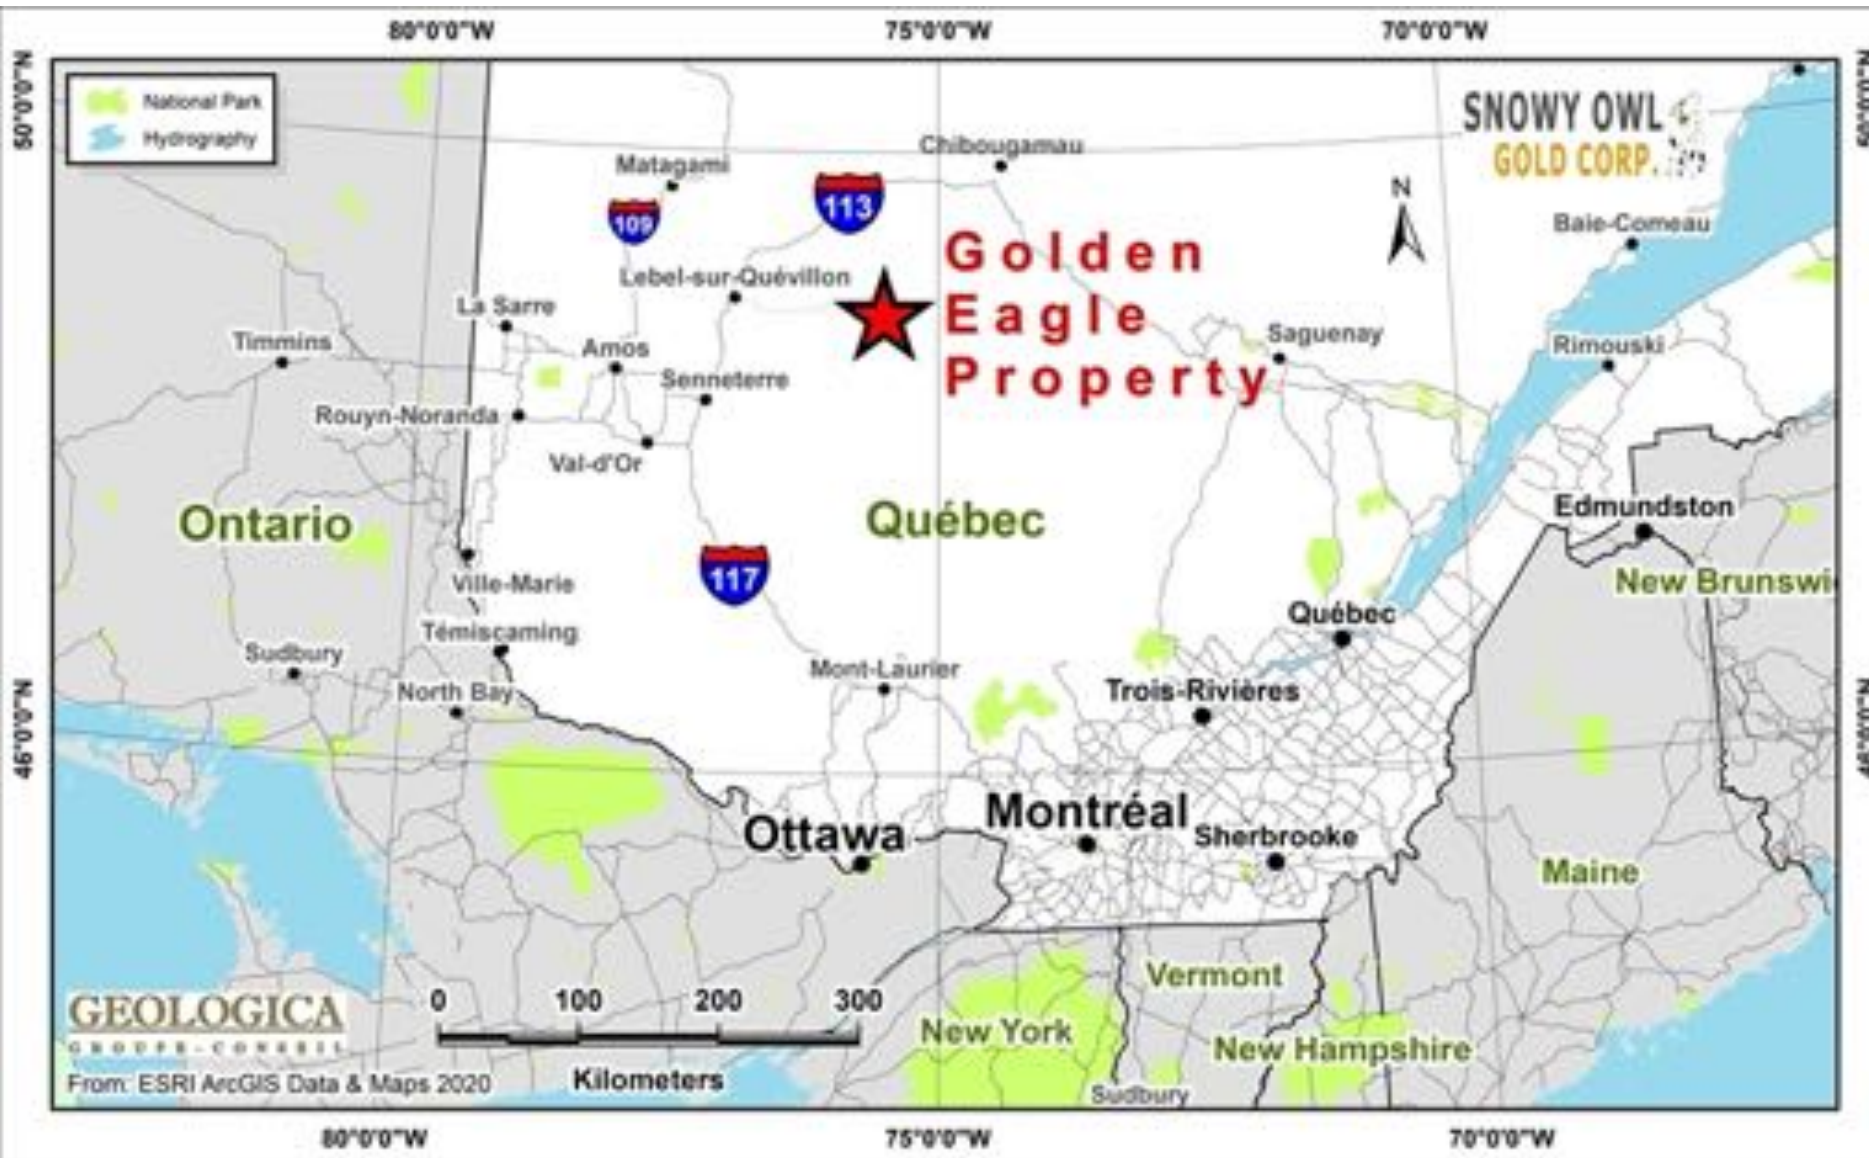 80°0'0"W 75°0'0"W 70°0'0"W
50°0'0"N
National Park
Hydrography
SNOWY OWL
GOLD CORP.
N
Chibougamau
Matagami
113
109
Baie-Comeau
Golden
Eagle
Property
Lebel-sur-Quévillon
La Sarre
Timmins
Amos
Saguenay
Rimouski
Senneterre
Rouyn-Noranda
Val-d'Or
Ontario
Québec
Edmundston
117
Ville-Marie
New Brunswi
Québec
Témiscaming
Sudbury
Mont-Laurier
North Bay
Trois-Rivières
46°0'0"N
Montréal
Ottawa
Sherbrooke
Maine
Vermont
GEOLOGICA
GROUPE-CONSEIL
0 100 200 300
New York
New Hampshire
From: ESRI ArcGIS Data & Maps 2020
Kilometers
Sudbury
80°0'0"W 75°0'0"W 70°0'0"W